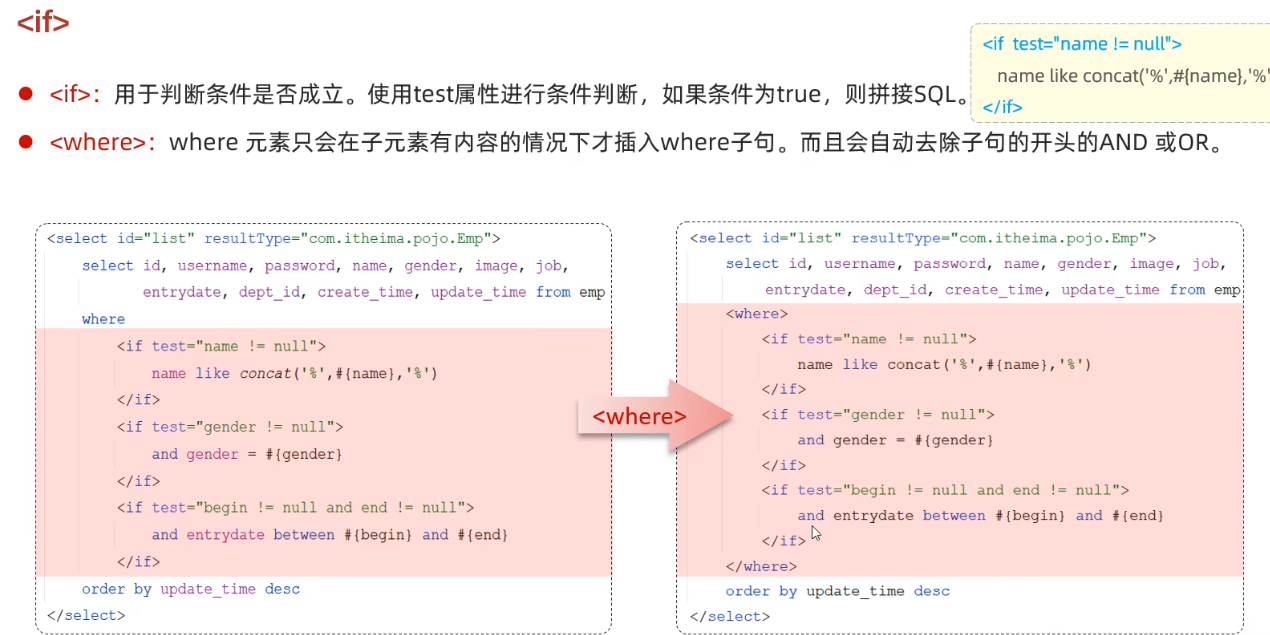 <if>
<if test="name != null">
name like concat('%',#{name},'%'
</if>
<if>：用于判断条件是否成立。使用test属性进行条件判断，如果条件为true，则拼接SQL。
<where>：where 元素只会在子元素有内容的情况下才插入where子句。而且会自动去除子句的开头的AND 或OR。
<select id="list" resultType="com.itheima.pojo.Emp">
select id, username, password, name, gender, image, job,
entrydate, dept_id, create_time, update_time from emp
where
<if test="name != null">
name like concat('%',#{name},'%')
</if>
<if test="gender != null">
and gender = #{gender}
</if>
<if test="begin != null and end != null">
and entrydate between #{begin} and #{end}
</if>
order by update_time desc
</select>
<where>
<select id="list" resultType="com.itheima.pojo.Emp">
select id, username, password, name, gender, image, job,
entrydate, dept_id, create_time, update_time from emp
<where>
<if test="name != null">
name like concat('%',#{name},'%')
</if>
<if test="gender != null">
and gender = #{gender}
</if>
<if test="begin != null and end != null">
and entrydate between #{begin} and #{end}
</if>
</where>
order by update_time desc
</select>